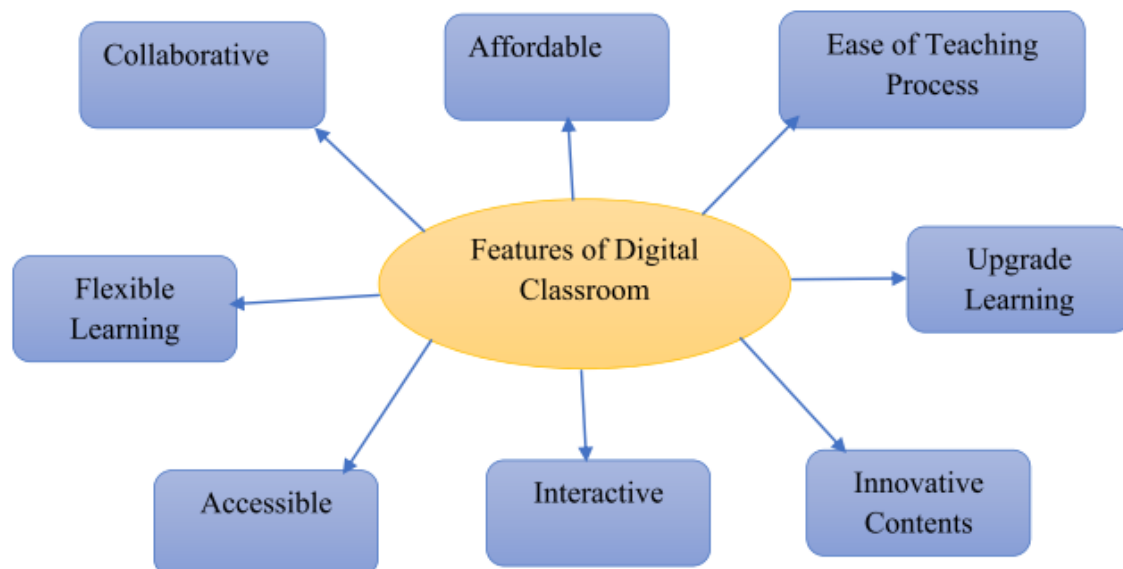 Collaborative
Affordable
Ease of Teaching
Process
Features of Digital
Classroom
Flexible
Learning
Upgrade
Learning
Accessible
Interactive
Innovative
Contents